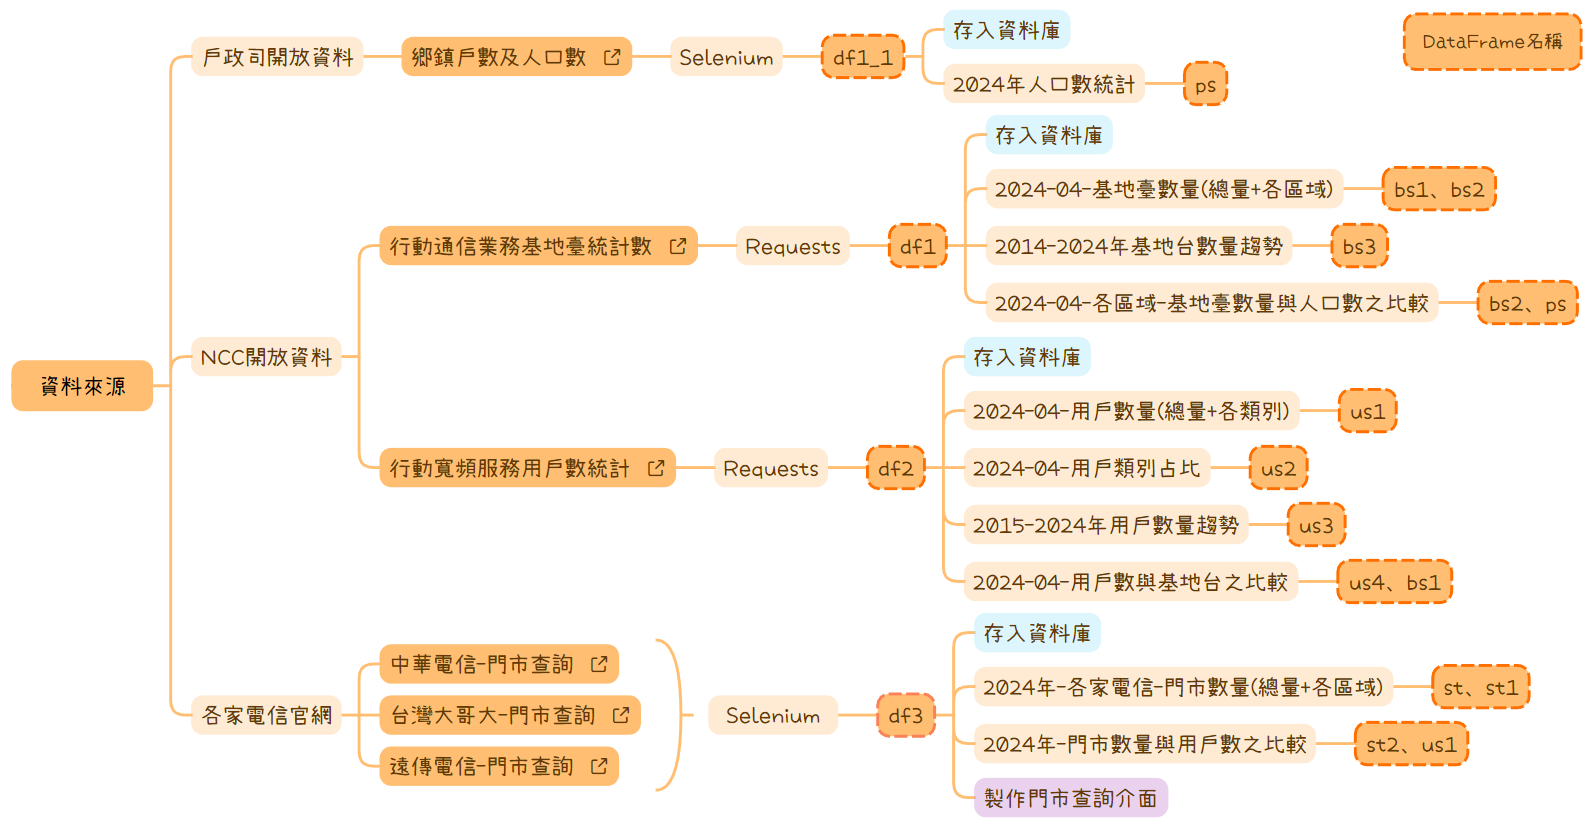 資料來源
戶政司開放資料
鄉鎮戶數及人口數
Selenium
df1_1
存入資料庫
2024年人口數統計
ps
DataFrame名稱
NCC開放資料
行動通信業務基地臺統計數
Requests
df1
存入資料庫
2024-04-基地臺數量(總量+各區域)
bs1、bs2
2014-2024年基地台數量趨勢
bs3
2024-04-各區域-基地臺數量與人口數之比較
bs2、ps
行動寬頻服務用戶數統計
Requests
df2
存入資料庫
2024-04-用戶數量(總量+各類別)
us1
2024-04-用戶類別占比
us2
2015-2024年用戶數量趨勢
us3
2024-04-用戶數與基地台之比較
us4、bs1
各家電信官網
中華電信-門市查詢
台灣大哥大-門市查詢
遠傳電信-門市查詢
Selenium
df3
存入資料庫
2024年-各家電信-門市數量(總量+各區域)
st、st1
2024年-門市數量與用戶數之比較
st2、us1
製作門市查詢介面